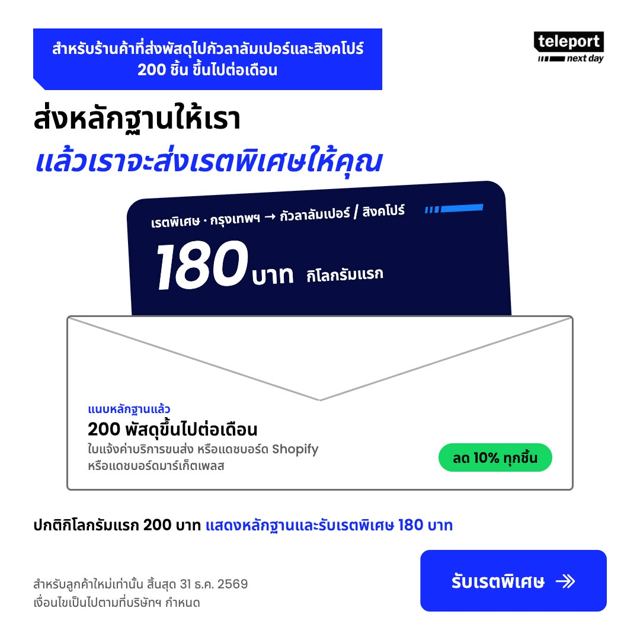 สำหรับร้านค้าที่ส่งพัสดุไปกัวลาลัมเปอร์และสิงคโปร์
200 ชิ้น ขึ้นไปต่อเดือน
teleport
next day
ส่งหลักฐานให้เรา
แล้วเราจะส่งเรตพิเศษให้คุณ
เรตพิเศษ · กรุงเทพฯ → กัวลาลัมเปอร์ / สิงคโปร์
180 บาท กิโลกรัมแรก
แนบหลักฐานแล้ว
200 พัสดุขึ้นไปต่อเดือน
ใบแจ้งค่าบริการขนส่ง หรือแดชบอร์ด Shopify
หรือแดชบอร์ดมาร์เก็ตเพลส
ลด 10% ทุกชิ้น
ปกติกิโลกรัมแรก 200 บาท แสดงหลักฐานและรับเรตพิเศษ 180 บาท
สำหรับลูกค้าใหม่เท่านั้น สิ้นสุด 31 ธ.ค. 2569
เงื่อนไขเป็นไปตามที่บริษัทฯ กำหนด
รับเรตพิเศษ